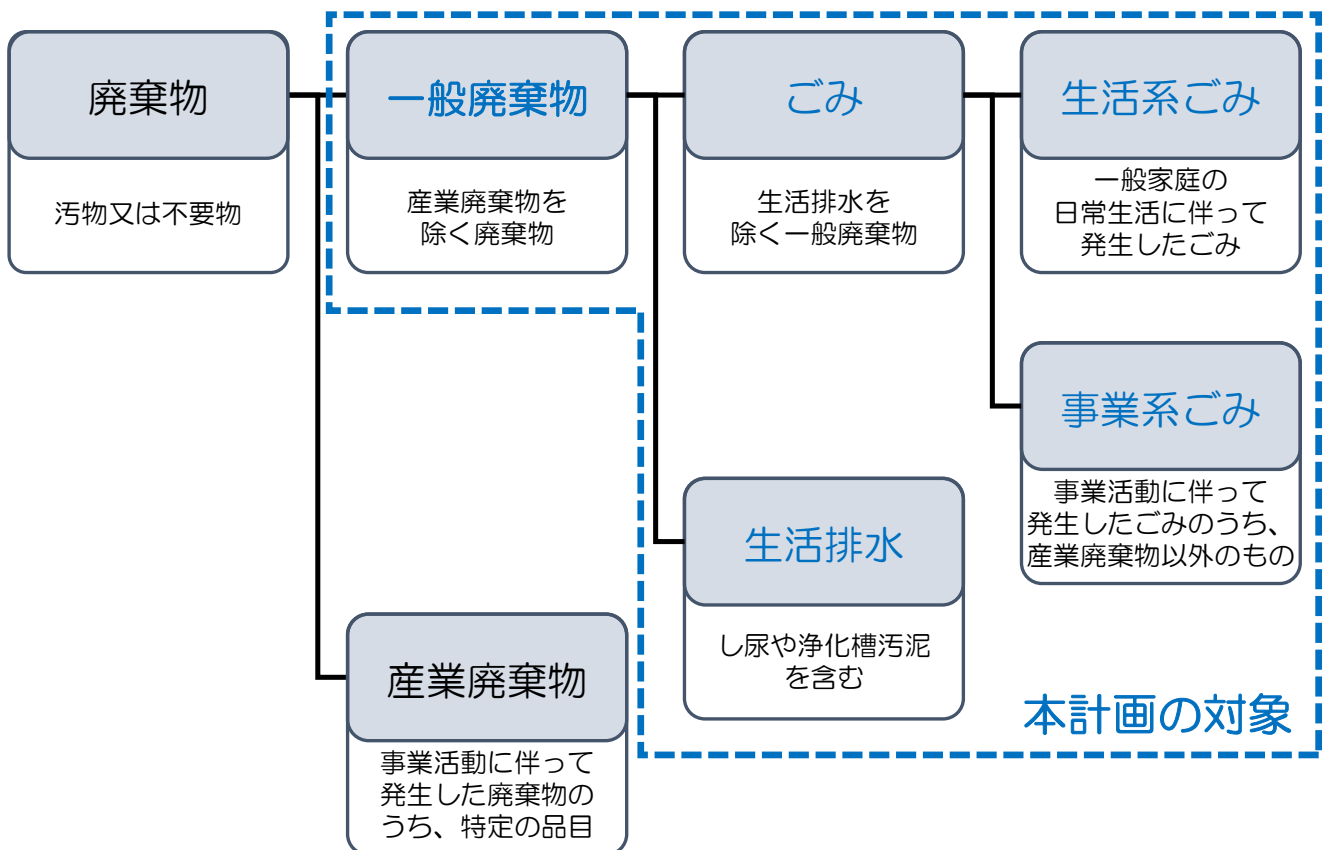 廃棄物
汚物又は不要物
一般廃棄物
産業廃棄物を
除く廃棄物
ごみ
生活排水を
除く一般廃棄物
生活系ごみ
一般家庭の
日常生活に伴って
発生したごみ
事業系ごみ
事業活動に伴って
発生したごみのうち、
産業廃棄物以外のもの
生活排水
し尿や浄化槽汚泥
を含む
産業廃棄物
事業活動に伴って
発生した廃棄物の
うち、特定の品目
本計画の対象